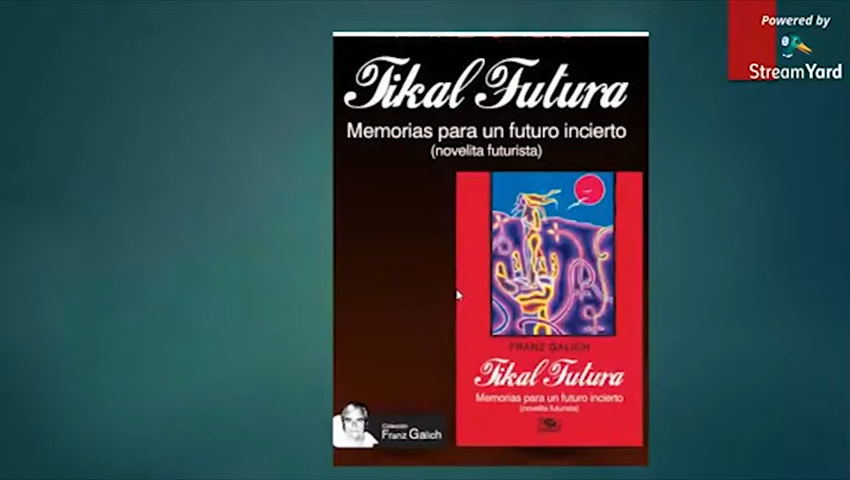 Powered by
StreamYard
Tikal Futura
Memorias para un futuro incierto
(novelita futurista)
FRANZ GALICH
Tikal Futura
Memorias para un futuro incierto
(novelita futurista)
Colección
Franz Galich